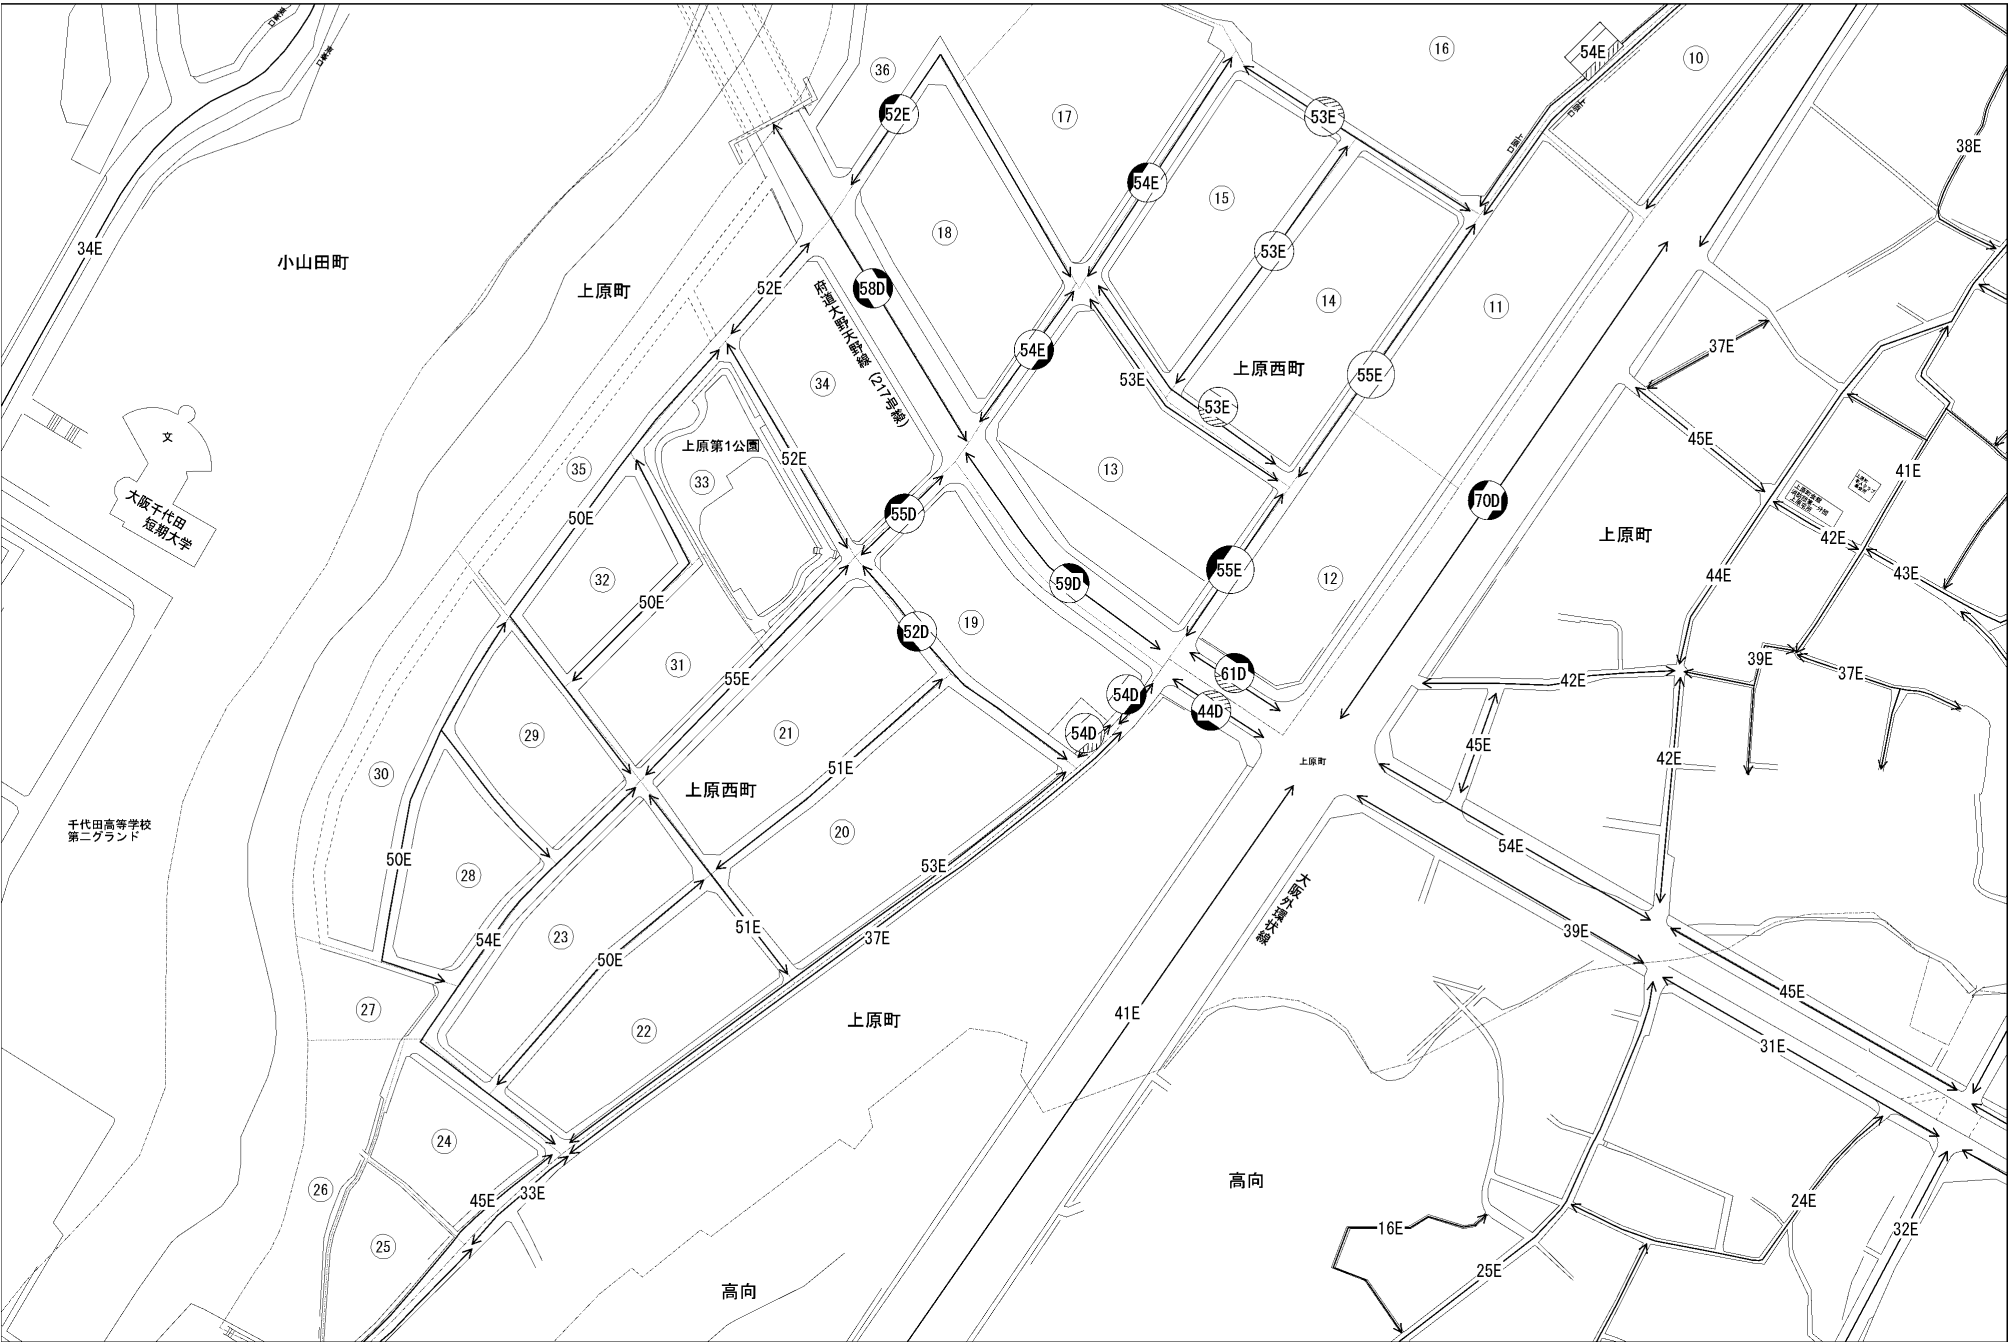 36
16
54E
10
52E
17
53E
38E
54E
15
34E
小山田町
上原町
18
53E
52E
58D
14
11
府道大野天野線 (217号線)
54E
37E
53E
上原西町
55E
34
53E
文
上原第1公園
45E
35
52E
13
41E
33
大阪千代田
短期大学
50E
55D
70D
上原町
42E
32
59D
55E
12
44E
43E
50E
52D
19
31
39E
55E
61D
37E
42E
54D
44D
29
21
54D
45E
42E
30
51E
上原町
上原西町
千代田高等学校
第二グランド
20
54E
50E
28
53E
大阪外環状線
51E
39E
23
54E
37E
50E
45E
27
22
上原町
41E
31E
24
高向
26
45E
33E
24E
16E
32E
25
25E
高向